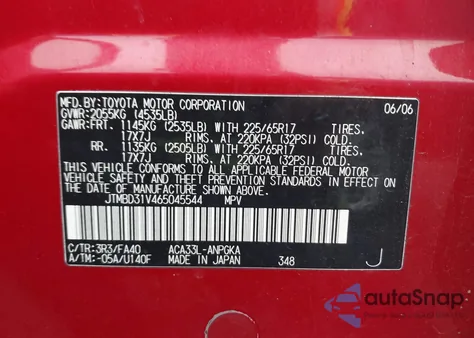 MFD.BY:TOYOTA MOTOR CORPORATION 06/06
GVWR:2055KG (4535LB)
GAWR:FRT. 1145KG (2535LB) WITH 225/65R17 TIRES,
17X7J RIMS, AT 220KPA (32PSI) COLD.
RR. 1135KG (2505LB) WITH 225/65R17 TIRES,
17X7J RIMS, AT 220KPA (32PSI) COLD.
THIS VEHICLE CONFORMS TO ALL APPLICABLE FEDERAL MOTOR
VEHICLE SAFETY AND THEFT PREVENTION STANDARDS IN EFFECT
ON THE DATE OF MANUFACTURE SHOWN ABOVE.
JTMBD31V465045544 MPV
C/TR:3R3/FA40 ACA33L-ANPGKA
A/TM:-05A/U140F MADE IN JAPAN 348 J
autoSnap